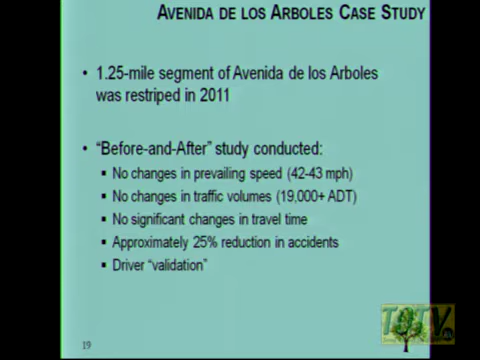 AVENIDA DE LOS ARBOLES CASE STUDY
• 1.25-mile segment of Avenida de los Arboles
was restriped in 2011
• "Before-and-After" study conducted:
▪ No changes in prevailing speed (42-43 mph)
▪ No changes in traffic volumes (19,000+ ADT)
▪ No significant changes in travel time
▪ Approximately 25% reduction in accidents
▪ Driver "validation"
19
TOTV